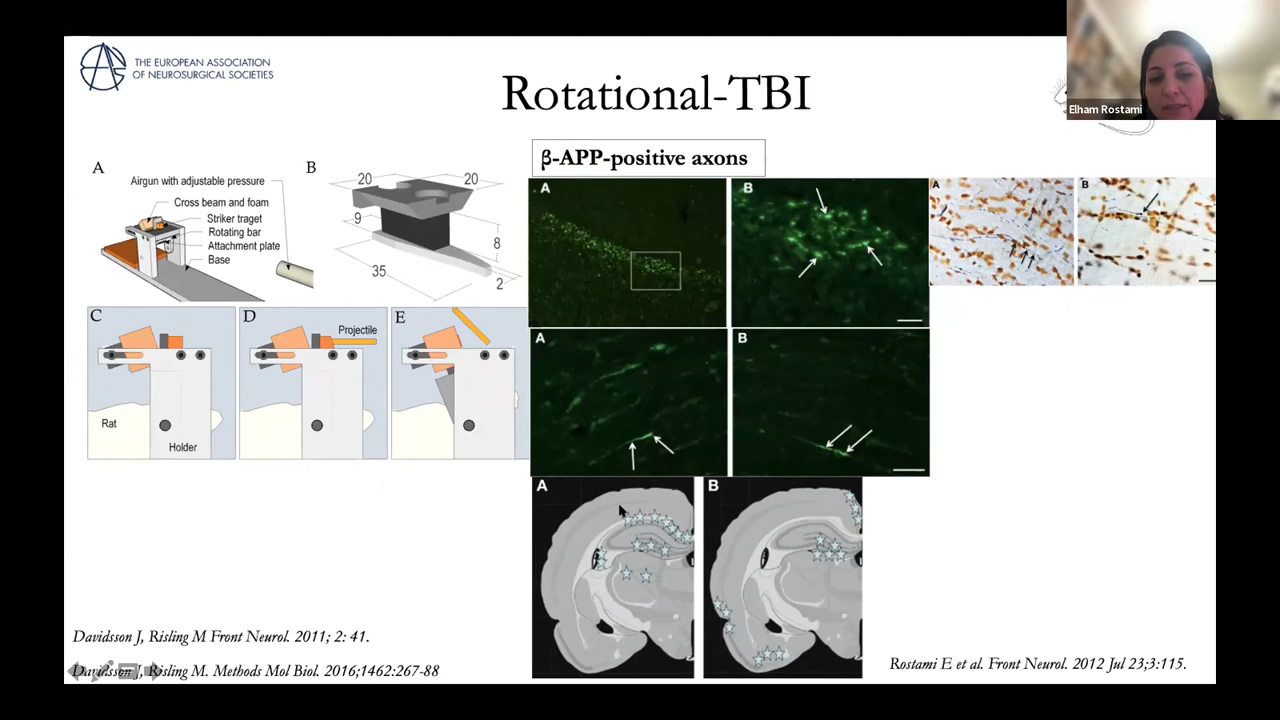 THE EUROPEAN ASSOCIATION
OF NEUROSURGICAL SOCIETIES
Rotational-TBI
Elham Rostami
β-APP-positive axons
A
Airgun with adjustable pressure
Cross beam and foam
Striker traget
Rotating bar
Attachment plate
Base
B
20
20
9
8
35
2
C
Rat
Holder
D
Projectile
E
A
B
A
B
A
B
A
B
Davidsson J, Risling M Front Neurol. 2011; 2: 41.
Davidsson J, Risling M. Methods Mol Biol. 2016;1462:267-88
Rostami E et al. Front Neurol. 2012 Jul 23;3:115.